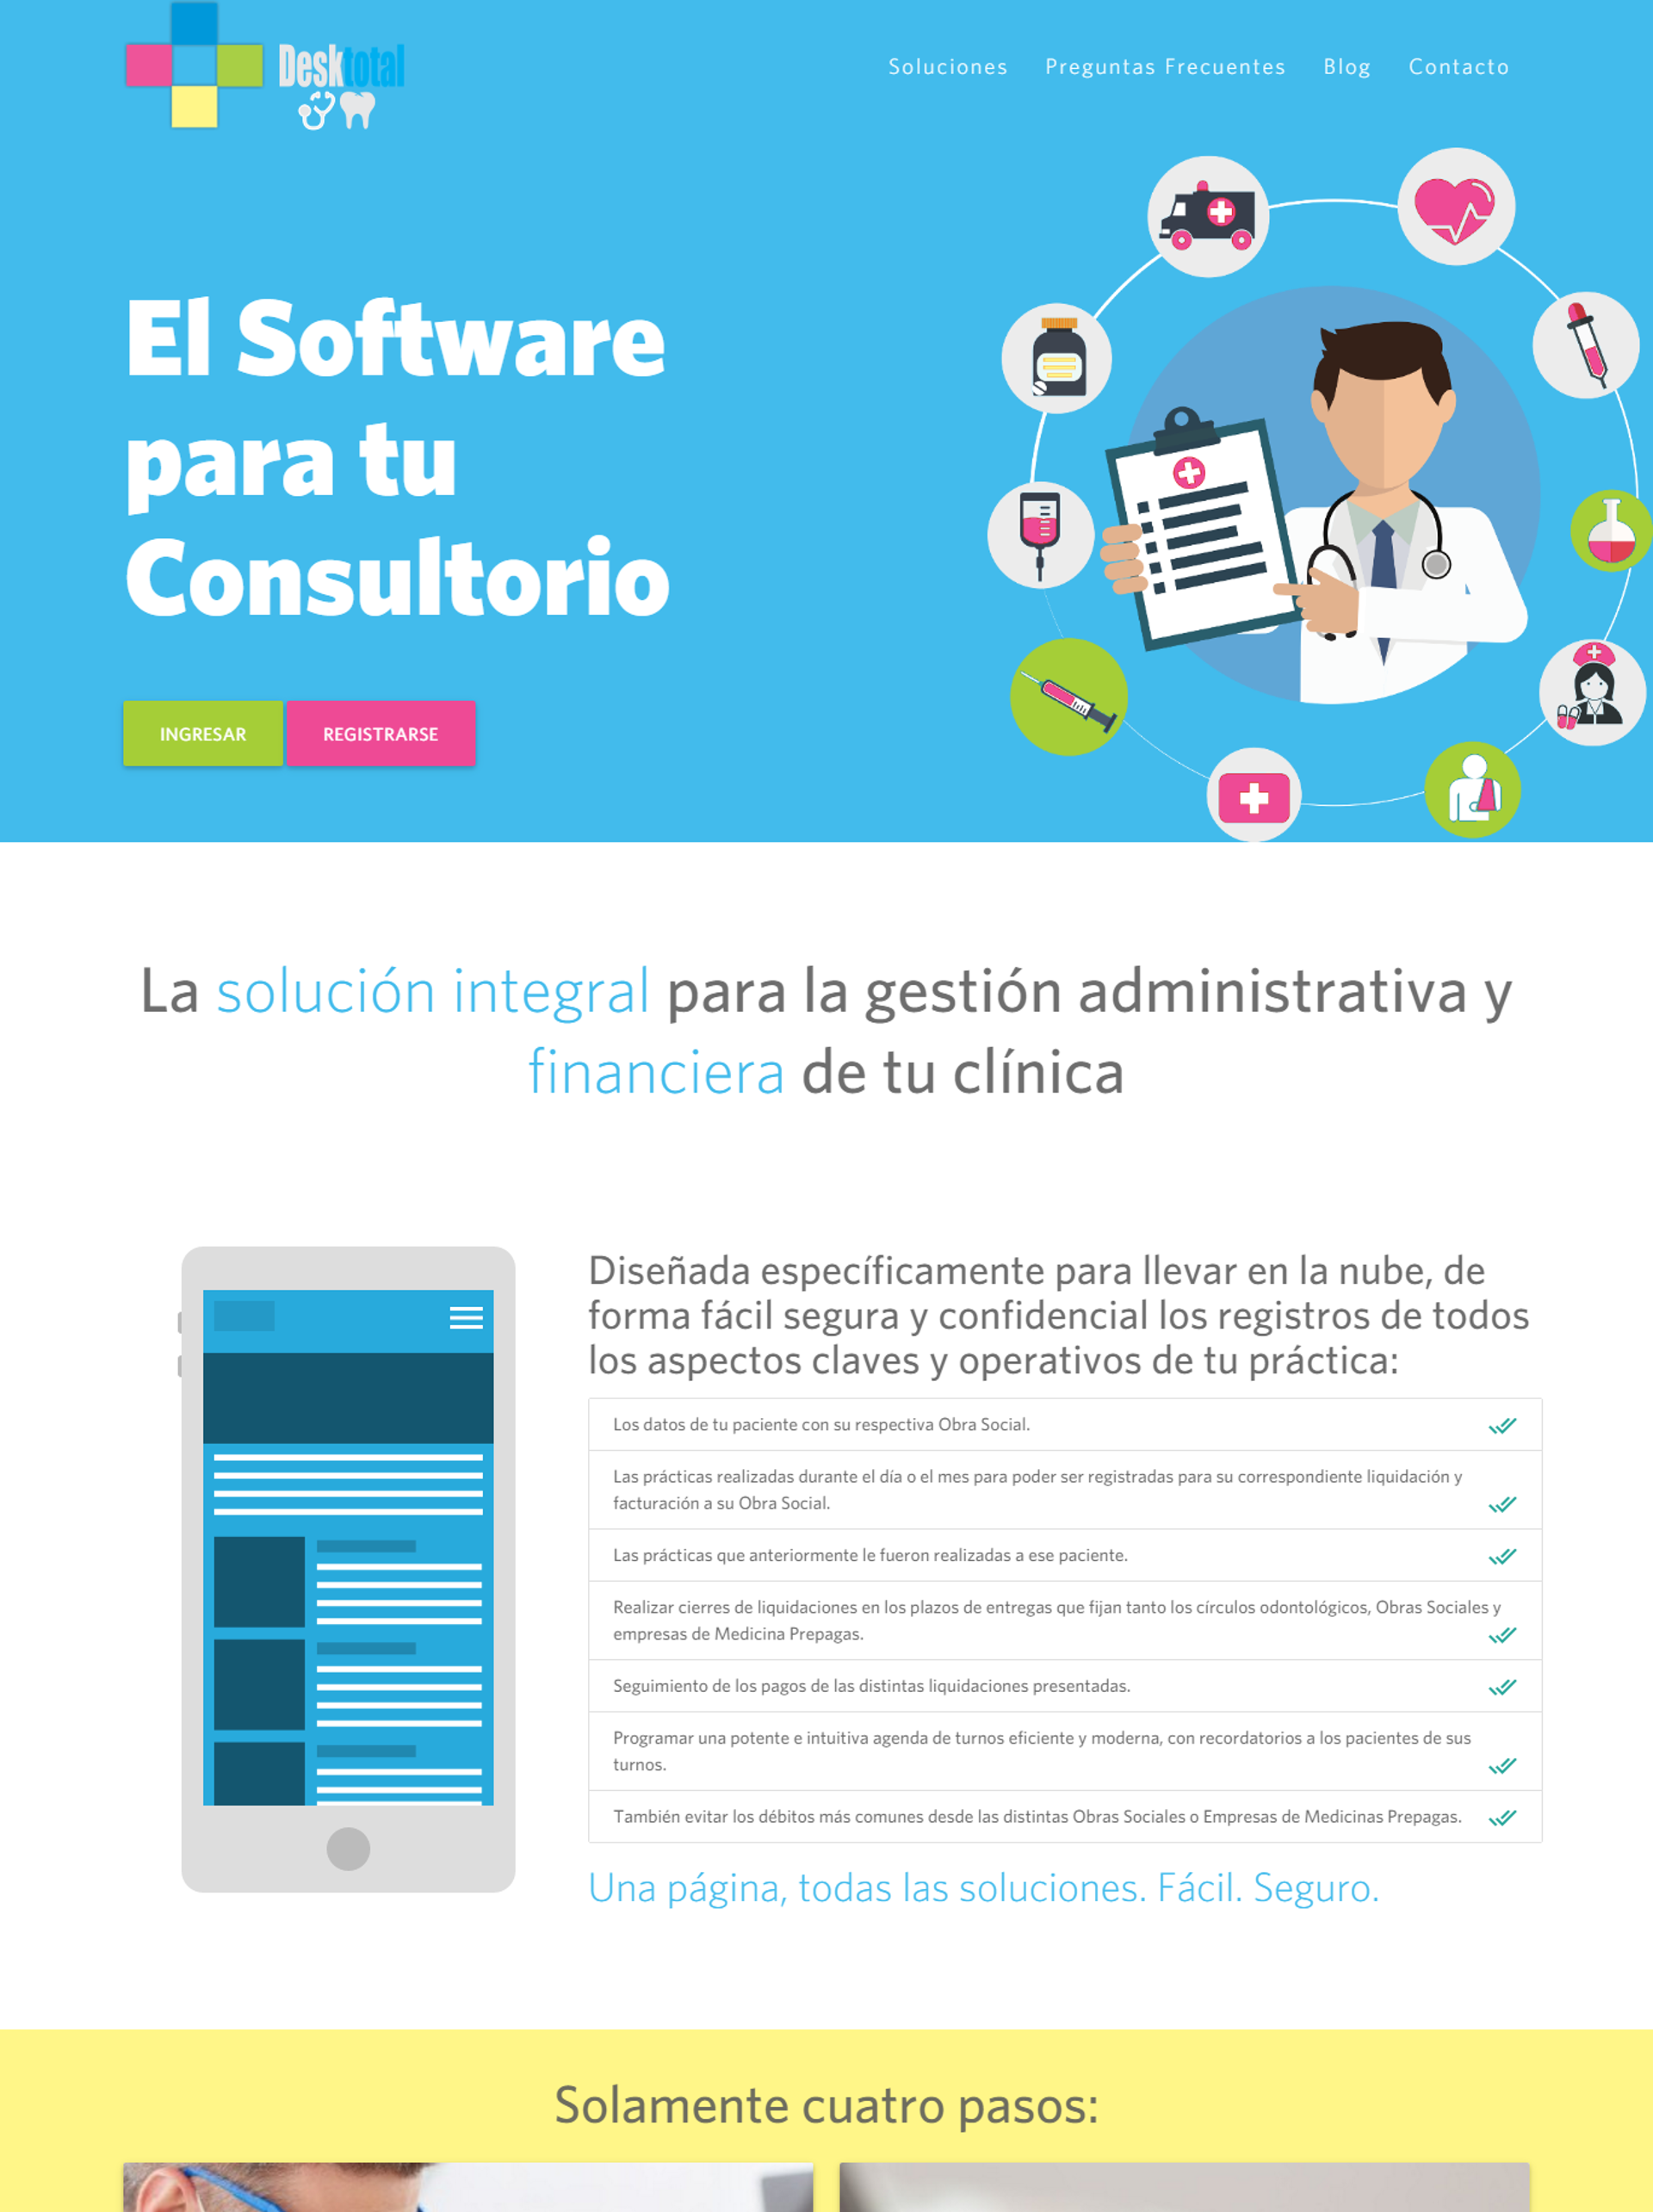 Desktotal
Soluciones Preguntas Frecuentes Blog Contacto
El Software
para tu
Consultorio
INGRESAR REGISTRARSE
La solución integral para la gestión administrativa y
financiera de tu clínica
Diseñada específicamente para llevar en la nube, de
forma fácil segura y confidencial los registros de todos
los aspectos claves y operativos de tu práctica:
Los datos de tu paciente con su respectiva Obra Social.
Las prácticas realizadas durante el día o el mes para poder ser registradas para su correspondiente liquidación y
facturación a su Obra Social.
Las prácticas que anteriormente le fueron realizadas a ese paciente.
Realizar cierres de liquidaciones en los plazos de entregas que fijan tanto los círculos odontológicos, Obras Sociales y
empresas de Medicina Prepagas.
Seguimiento de los pagos de las distintas liquidaciones presentadas.
Programar una potente e intuitiva agenda de turnos eficiente y moderna, con recordatorios a los pacientes de sus
turnos.
También evitar los débitos más comunes desde las distintas Obras Sociales o Empresas de Medicinas Prepagas.
Una página, todas las soluciones. Fácil. Seguro.
Solamente cuatro pasos: